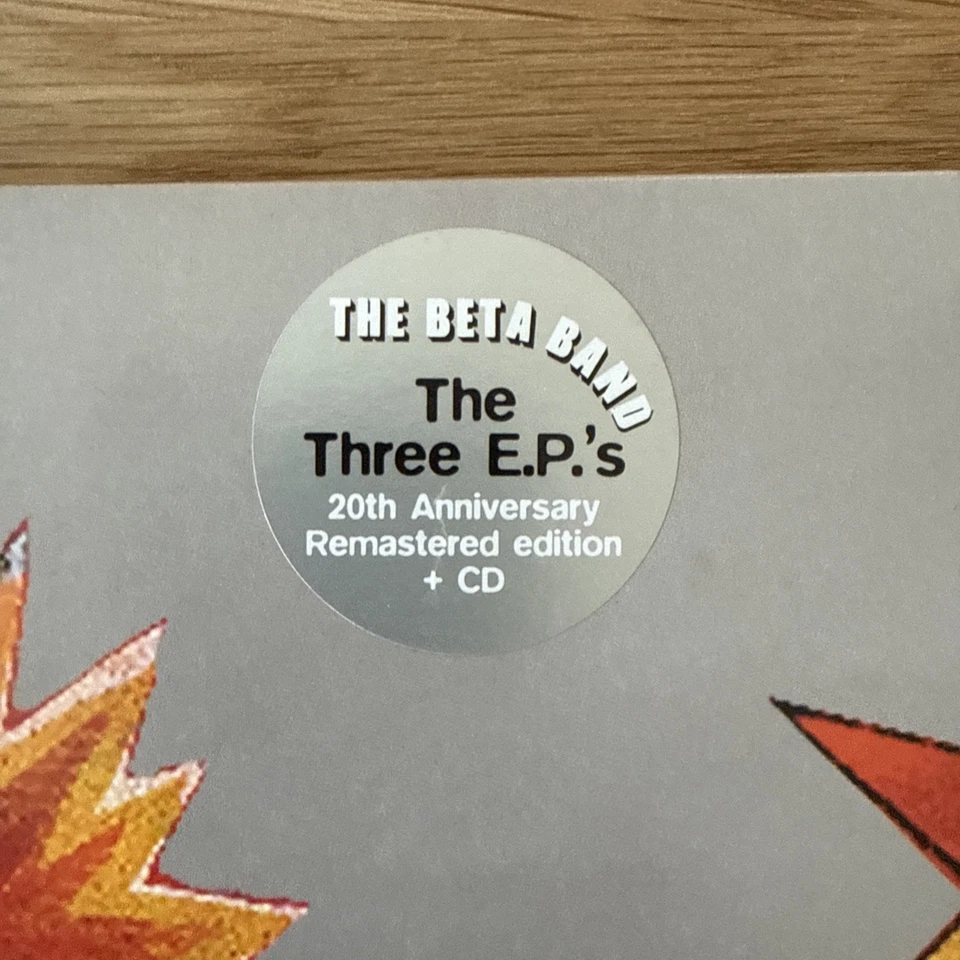 THE BETA BAND
The
Three E.P.'s
20th Anniversary
Remastered edition
+ CD